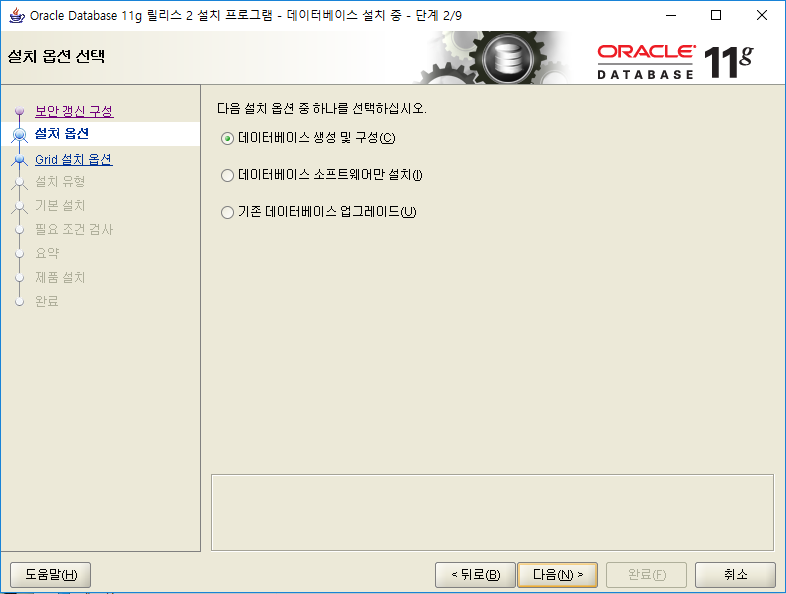 Oracle Database 11g 릴리스 2 설치 프로그램 - 데이터베이스 설치 중 - 단계 2/9
설치 옵션 선택
ORACLE
DATABASE
11g
보안 갱신 구성
설치 옵션
Grid 설치 옵션
설치 유형
기본 설치
필요 조건 검사
요약
제품 설치
완료
다음 설치 옵션 중 하나를 선택하십시오.
데이터베이스 생성 및 구성(C)
데이터베이스 소프트웨어만 설치(I)
기존 데이터베이스 업그레이드(U)
도움말(H)
< 뒤로(B)
다음(N) >
완료(F)
취소